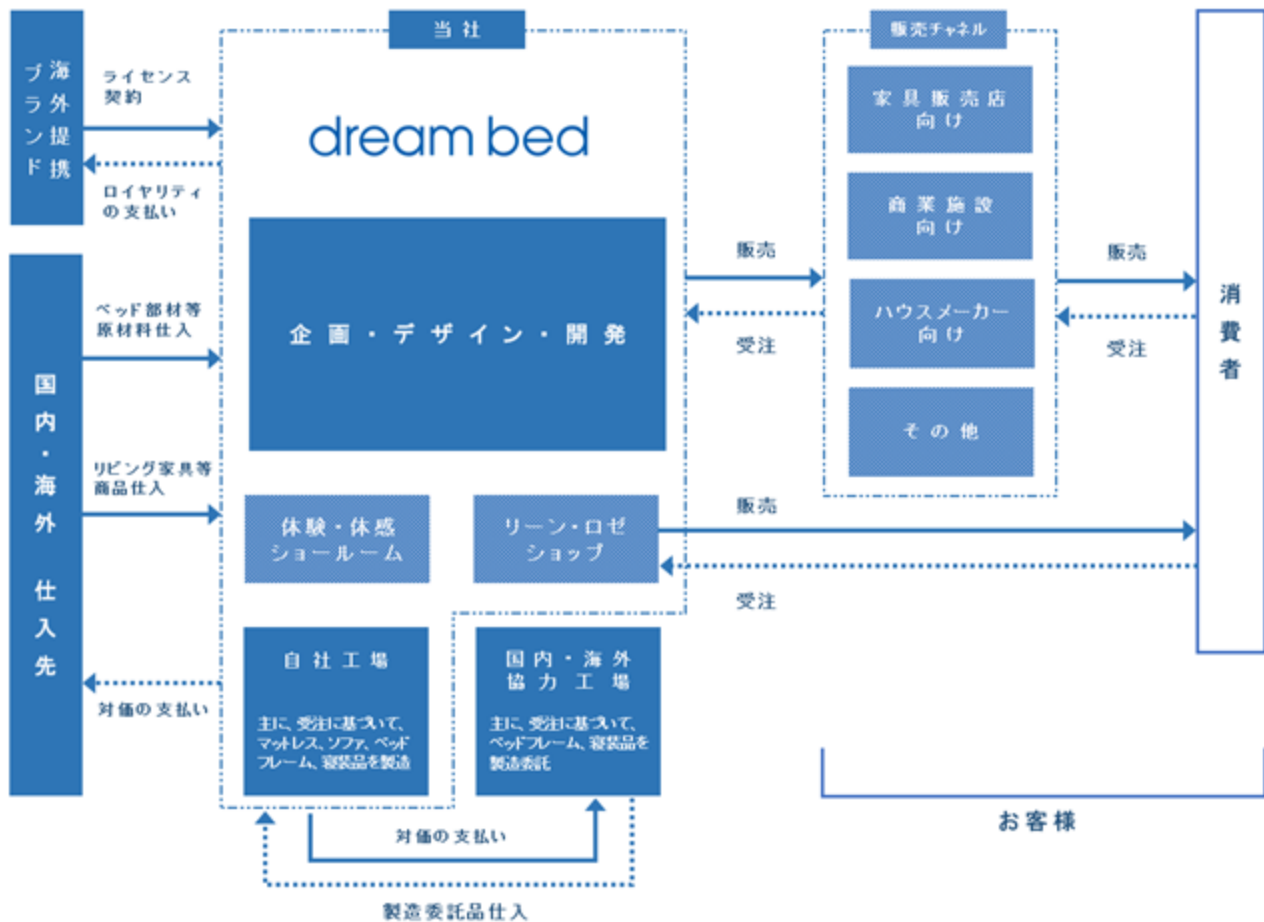 海外提携
ブランド
ライセンス
契約
ロイヤリティ
の支払い
国内・海外 仕入先
ベッド部材等
原材料仕入
リビング家具等
商品仕入
対価の支払い
当社
dream bed
企画・デザイン・開発
体験・体感
ショールーム
リーン・ロゼ
ショップ
自社工場
主に、受注に基づいて、
マットレス、ソファ、ベッド
フレーム、寝装品を製造
国内・海外
協力工場
主に、受注に基づいて、
ベッドフレーム、寝装品を
製造委託
対価の支払い
製造委託品仕入
販売
受注
販売チャネル
家具販売店
向け
商業施設
向け
ハウスメーカー
向け
その他
販売
受注
販売
受注
消費者
お客様